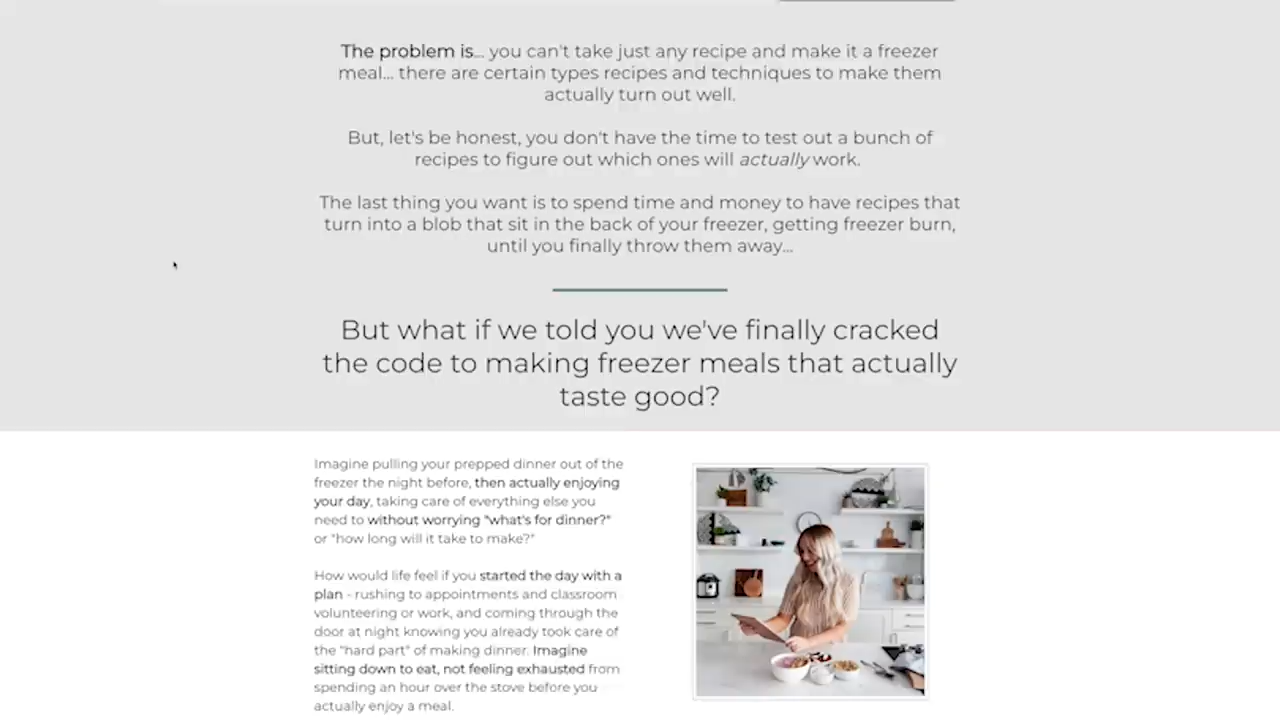 The problem is... you can't take just any recipe and make it a freezer
meal... there are certain types recipes and techniques to make them
actually turn out well.
But, let's be honest, you don't have the time to test out a bunch of
recipes to figure out which ones will actually work.
The last thing you want is to spend time and money to have recipes that
turn into a blob that sit in the back of your freezer, getting freezer burn,
until you finally throw them away...
But what if we told you we've finally cracked
the code to making freezer meals that actually
taste good?
Imagine pulling your prepped dinner out of the
freezer the night before, then actually enjoying
your day, taking care of everything else you
need to without worrying "what's for dinner?"
or "how long will it take to make?"
How would life feel if you started the day with a
plan - rushing to appointments and classroom
volunteering or work, and coming through the
door at night knowing you already took care of
the "hard part" of making dinner. Imagine
sitting down to eat, not feeling exhausted from
spending an hour over the stove before you
actually enjoy a meal.